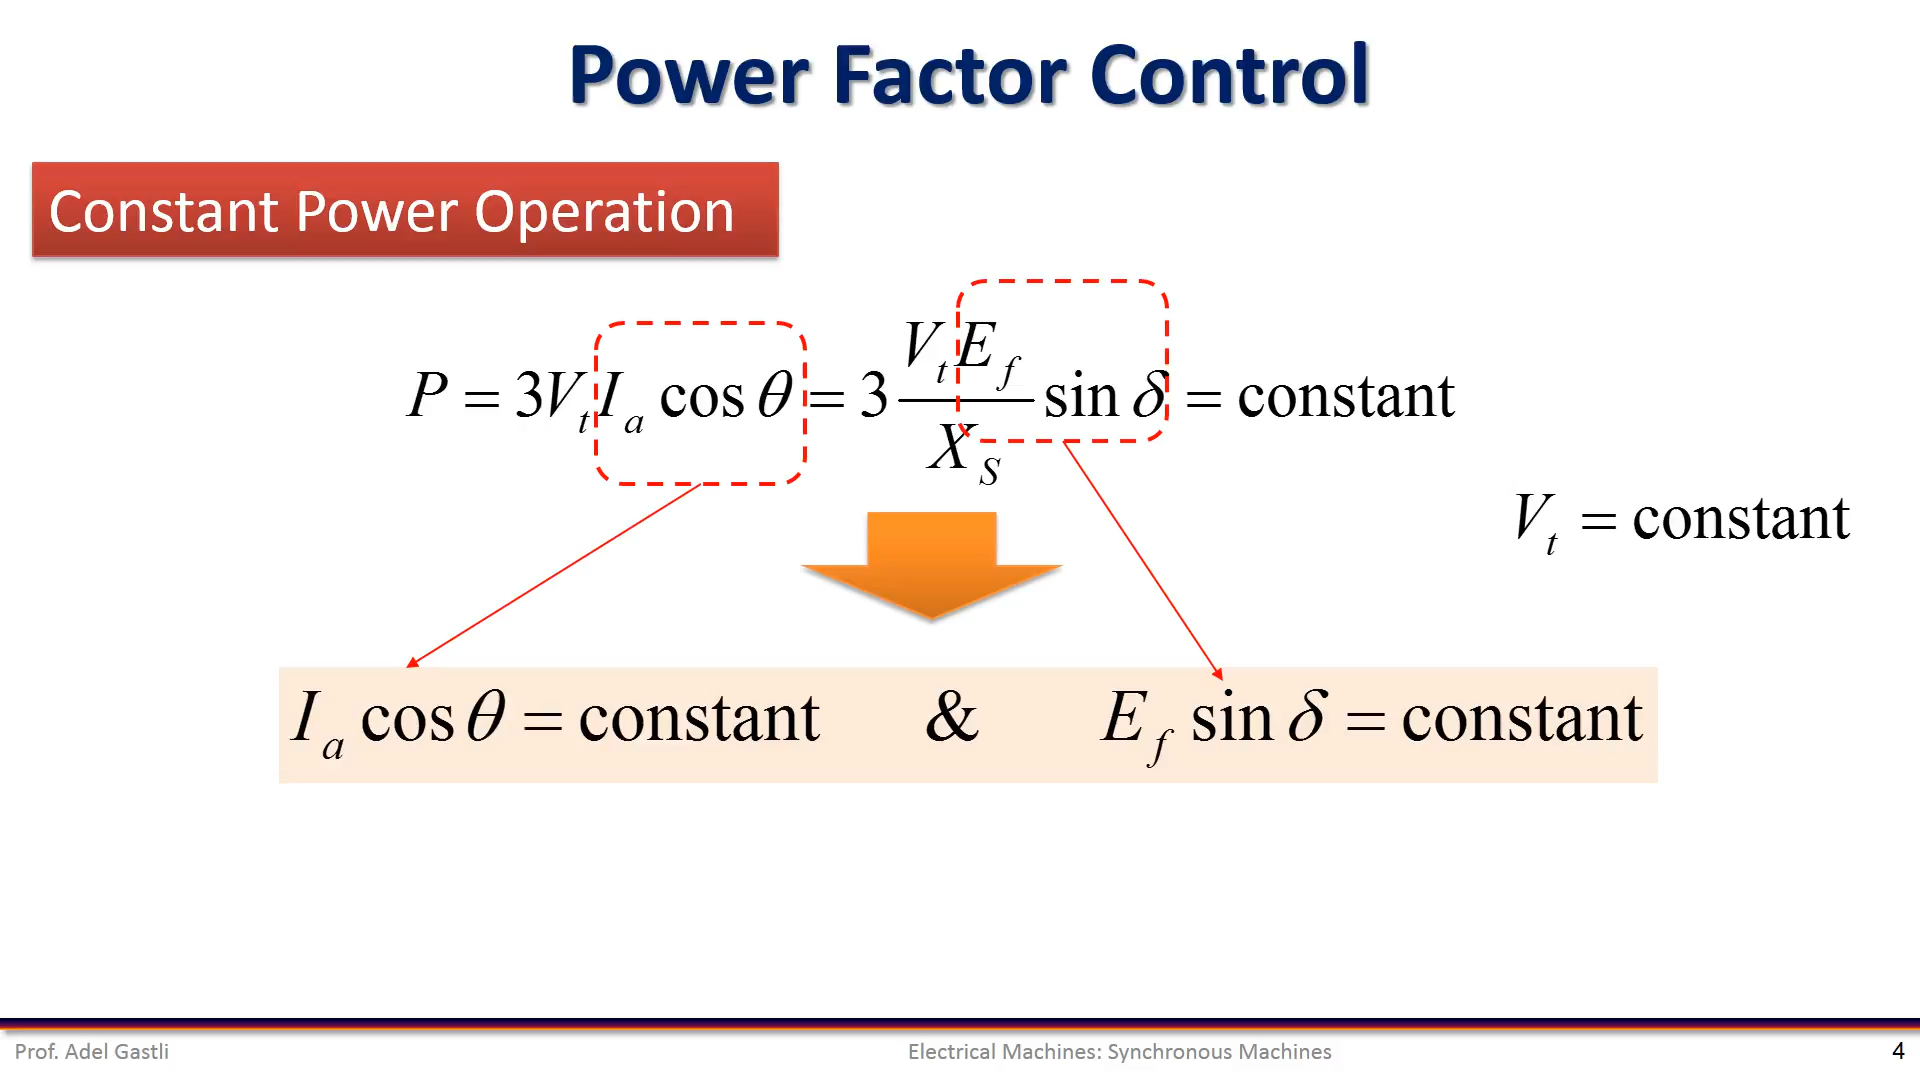 Power Factor Control
Constant Power Operation
P = 3V_t I_a cos θ = 3 \frac{V_t E_f}{X_S} sin δ = constant
V_t = constant
I_a cos θ = constant & E_f sin δ = constant
Prof. Adel Gastli Electrical Machines: Synchronous Machines 4